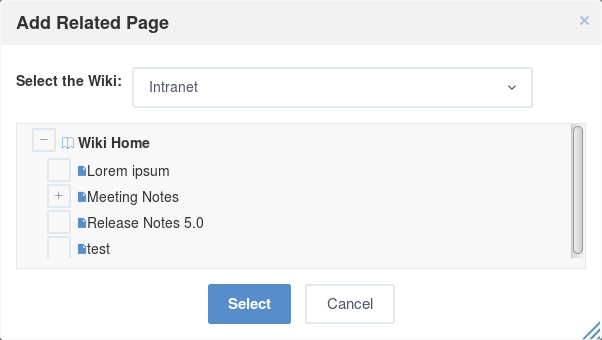 Add Related Page ×
Select the Wiki: Intranet
− Wiki Home
Lorem ipsum
+ Meeting Notes
Release Notes 5.0
test
Select Cancel